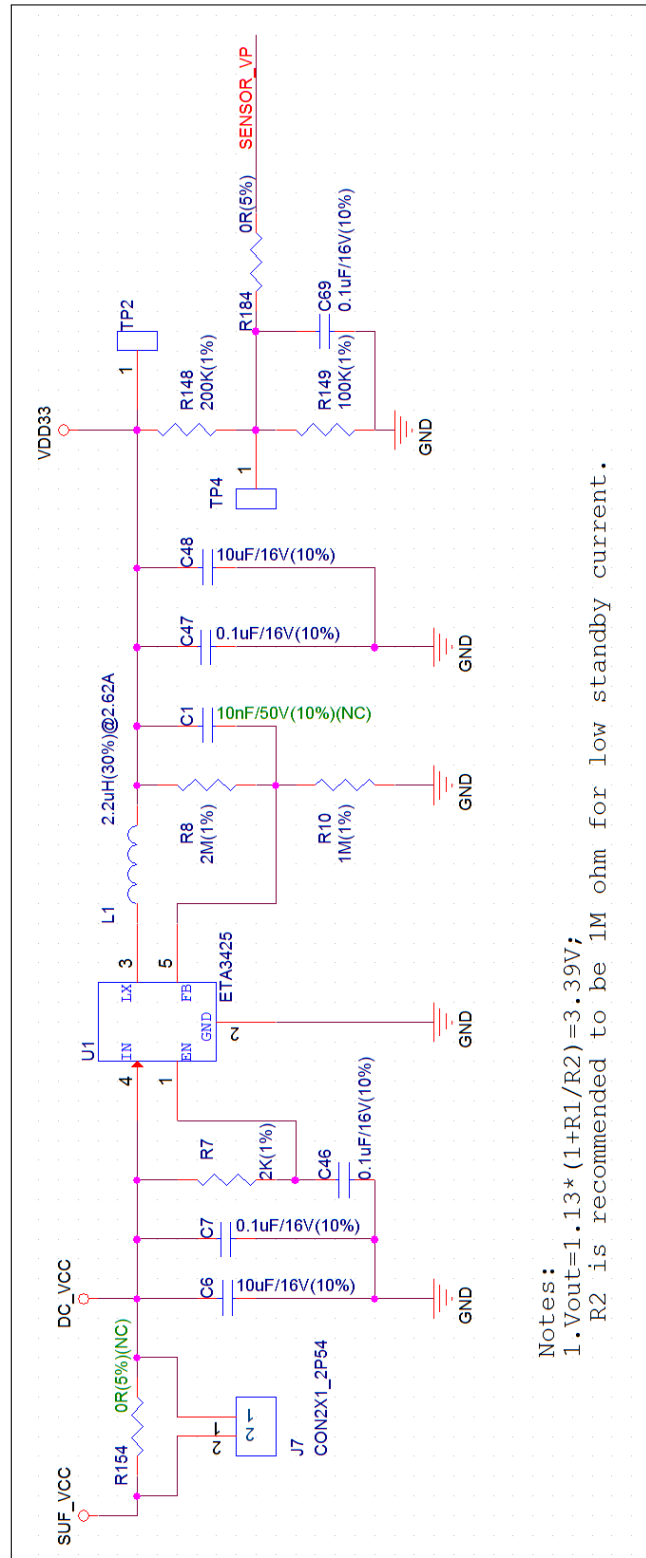 SUF_VCC
R154
0R(5%)(NC)
J7
CON2X1_2P54
1
2
1
2
DC_VCC
C6
10uF/16V(10%)
C7
0.1uF/16V(10%)
GND
R7
2K(1%)
C46
0.1uF/16V(10%)
U1
4
IN
LX
3
1
EN
FB
5
GND
2
ETA3425
GND
L1
2.2uH(30%)@2.62A
R8
2M(1%)
C1
10nF/50V(10%)(NC)
R10
1M(1%)
GND
C47
0.1uF/16V(10%)
C48
10uF/16V(10%)
GND
VDD33
1
TP2
R148
200K(1%)
1
TP4
R149
100K(1%)
GND
R184
0R(5%)
C69
0.1uF/16V(10%)
SENSOR_VP
Notes:
1.Vout=1.13*(1+R1/R2)=3.39V;
R2 is recommended to be 1M ohm for low standby current.